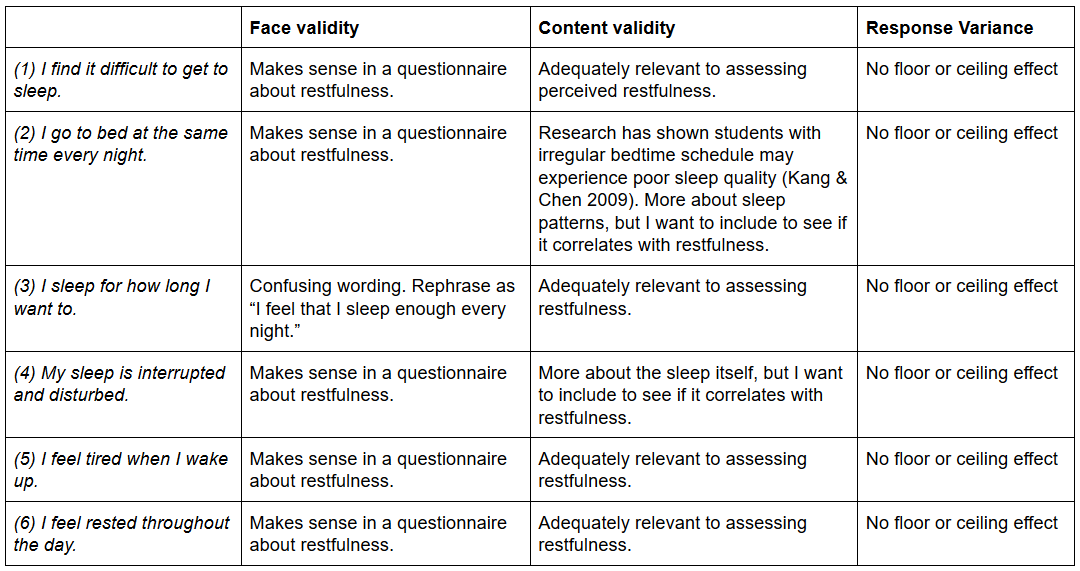 Face validity
Content validity
Response Variance
(1) I find it difficult to get to
sleep.
Makes sense in a questionnaire
about restfulness.
Adequately relevant to assessing
perceived restfulness.
No floor or ceiling effect
(2) I go to bed at the same
time every night.
Makes sense in a questionnaire
about restfulness.
Research has shown students with
irregular bedtime schedule may
experience poor sleep quality (Kang &
Chen 2009). More about sleep
patterns, but I want to include to see if
it correlates with restfulness.
No floor or ceiling effect
(3) I sleep for how long I
want to.
Confusing wording. Rephrase as
“I feel that I sleep enough every
night.”
Adequately relevant to assessing
restfulness.
No floor or ceiling effect
(4) My sleep is interrupted
and disturbed.
Makes sense in a questionnaire
about restfulness.
More about the sleep itself, but I want
to include to see if it correlates with
restfulness.
No floor or ceiling effect
(5) I feel tired when I wake
up.
Makes sense in a questionnaire
about restfulness.
Adequately relevant to assessing
restfulness.
No floor or ceiling effect
(6) I feel rested throughout
the day.
Makes sense in a questionnaire
about restfulness.
Adequately relevant to assessing
restfulness.
No floor or ceiling effect